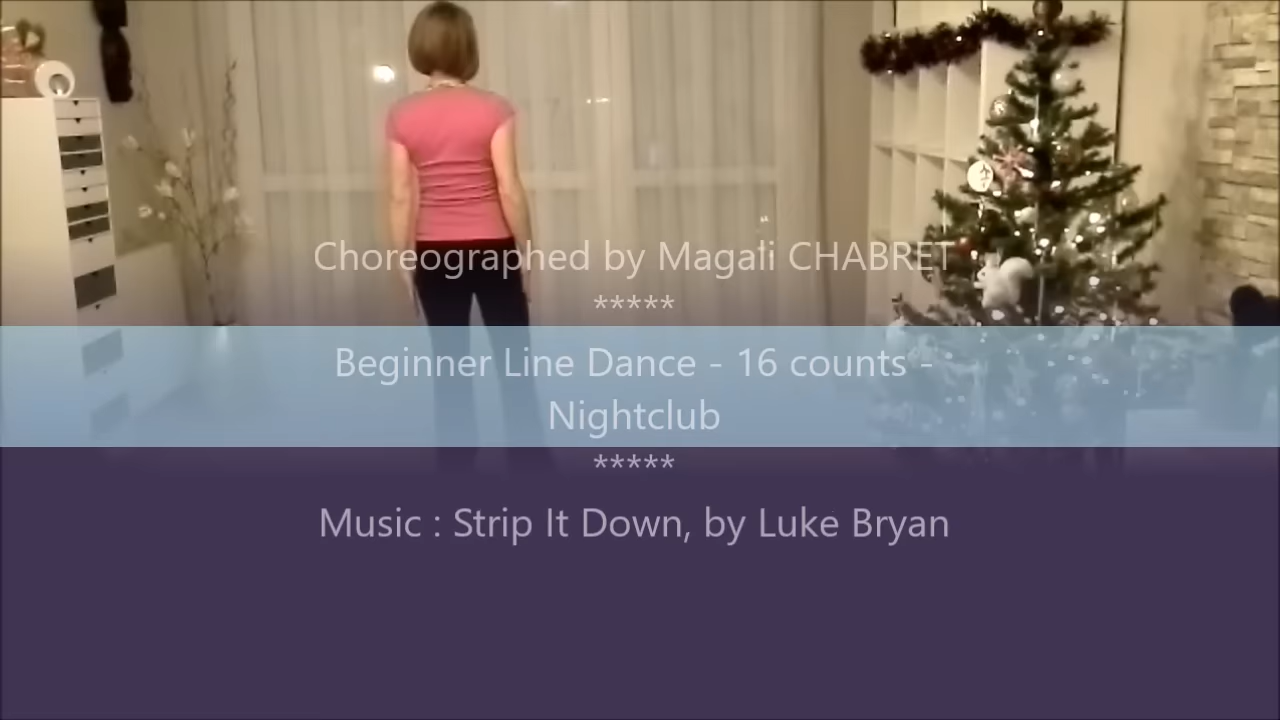 Choreographed by Magali CHABRET
*****
Beginner Line Dance - 16 counts -
Nightclub
*****
Music : Strip It Down, by Luke Bryan